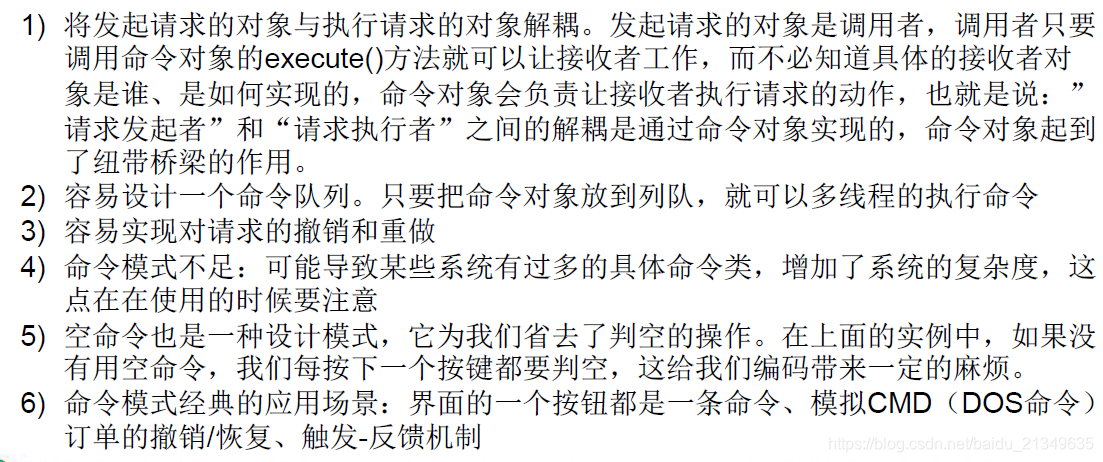 1) 将发起请求的对象与执行请求的对象解耦。发起请求的对象是调用者，调用者只要
调用命令对象的execute()方法就可以让接收者工作，而不必知道具体的接收者对
象是谁、是如何实现的，命令对象会负责让接收者执行请求的动作，也就是说：”
请求发起者”和“请求执行者”之间的解耦是通过命令对象实现的，命令对象起到
了纽带桥梁的作用。
2) 容易设计一个命令队列。只要把命令对象放到列队，就可以多线程的执行命令
3) 容易实现对请求的撤销和重做
4) 命令模式不足：可能导致某些系统有过多的具体命令类，增加了系统的复杂度，这
点在在使用的时候要注意
5) 空命令也是一种设计模式，它为我们省去了判空的操作。在上面的实例中，如果没
有用空命令，我们每按下一个按键都要判空，这给我们编码带来一定的麻烦。
6) 命令模式经典的应用场景：界面的一个按钮都是一条命令、模拟CMD（DOS命令）
订单的撤销/恢复、触发-反馈机制
https://blog.csdn.net/baidu_21349635